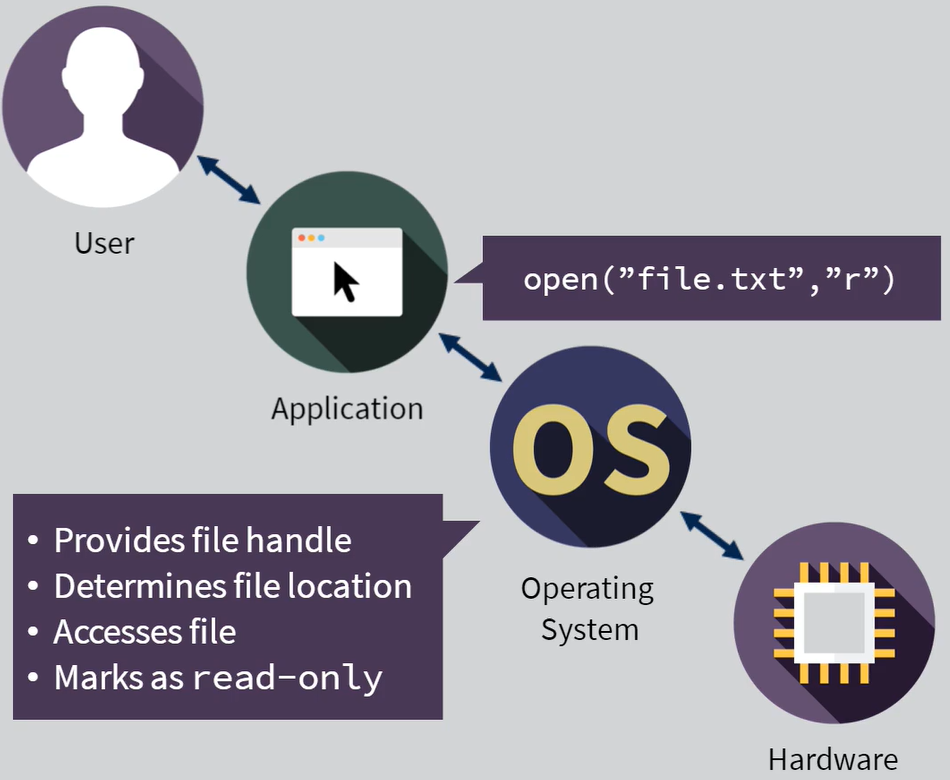 User
open(”file.txt”,”r”)
Application
OS
• Provides file handle
• Determines file location
• Accesses file
• Marks as read-only
Operating
System
Hardware